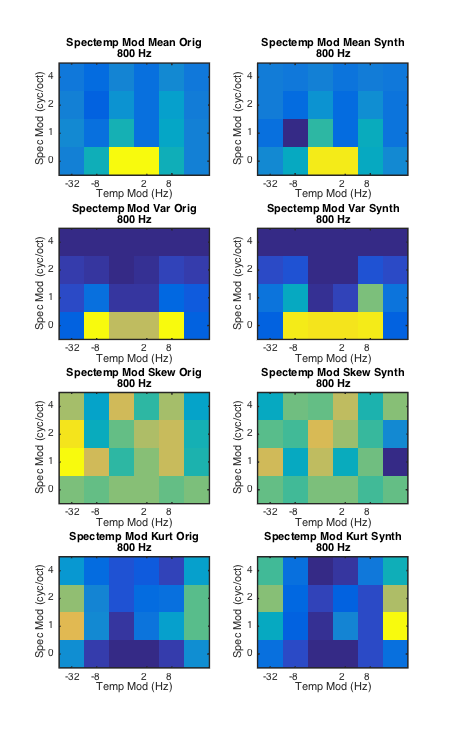 Spectemp Mod Mean Orig
800 Hz
Spec Mod (cyc/oct)
4
2
1
0
-32 -8 2 8
Temp Mod (Hz)
Spectemp Mod Mean Synth
800 Hz
Spec Mod (cyc/oct)
4
2
1
0
-32 -8 2 8
Temp Mod (Hz)
Spectemp Mod Var Orig
800 Hz
Spec Mod (cyc/oct)
4
2
1
0
-32 -8 2 8
Temp Mod (Hz)
Spectemp Mod Var Synth
800 Hz
Spec Mod (cyc/oct)
4
2
1
0
-32 -8 2 8
Temp Mod (Hz)
Spectemp Mod Skew Orig
800 Hz
Spec Mod (cyc/oct)
4
2
1
0
-32 -8 2 8
Temp Mod (Hz)
Spectemp Mod Skew Synth
800 Hz
Spec Mod (cyc/oct)
4
2
1
0
-32 -8 2 8
Temp Mod (Hz)
Spectemp Mod Kurt Orig
800 Hz
Spec Mod (cyc/oct)
4
2
1
0
-32 -8 2 8
Temp Mod (Hz)
Spectemp Mod Kurt Synth
800 Hz
Spec Mod (cyc/oct)
4
2
1
0
-32 -8 2 8
Temp Mod (Hz)